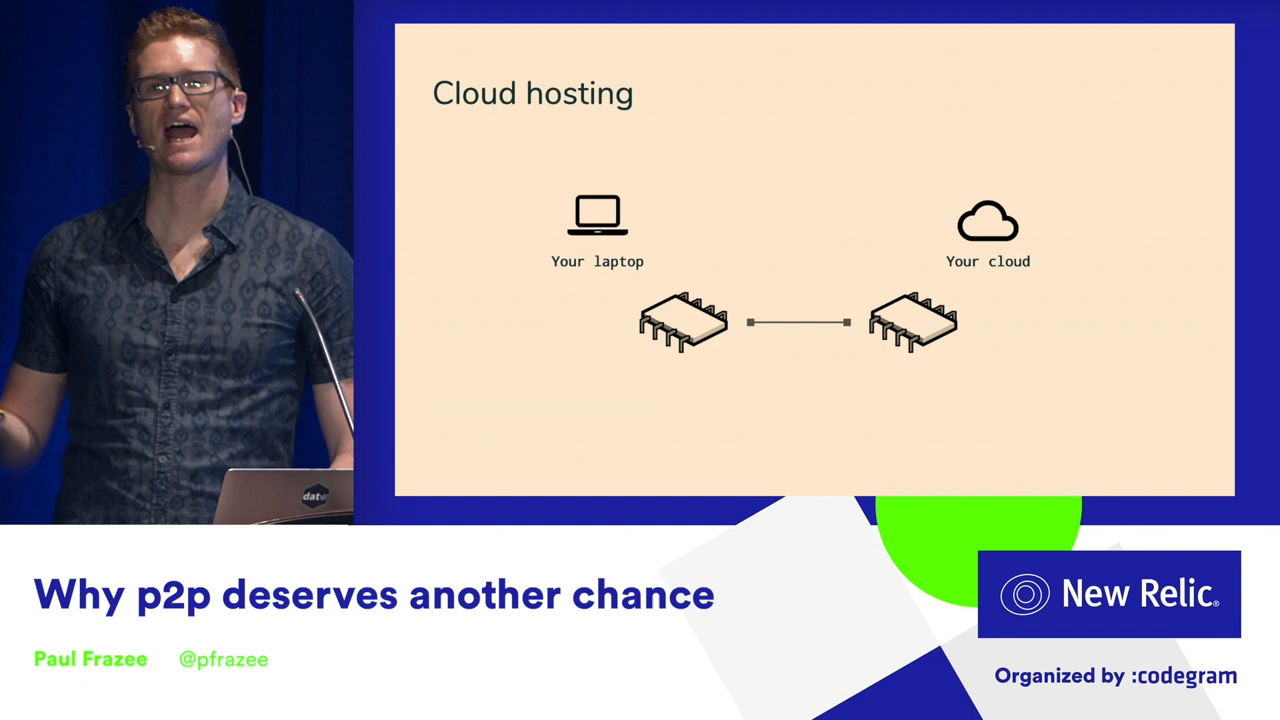 Cloud hosting
Your laptop
Your cloud
dat://
Why p2p deserves another chance
Paul Frazee @pfrazee
New Relic®
Organized by :codegram